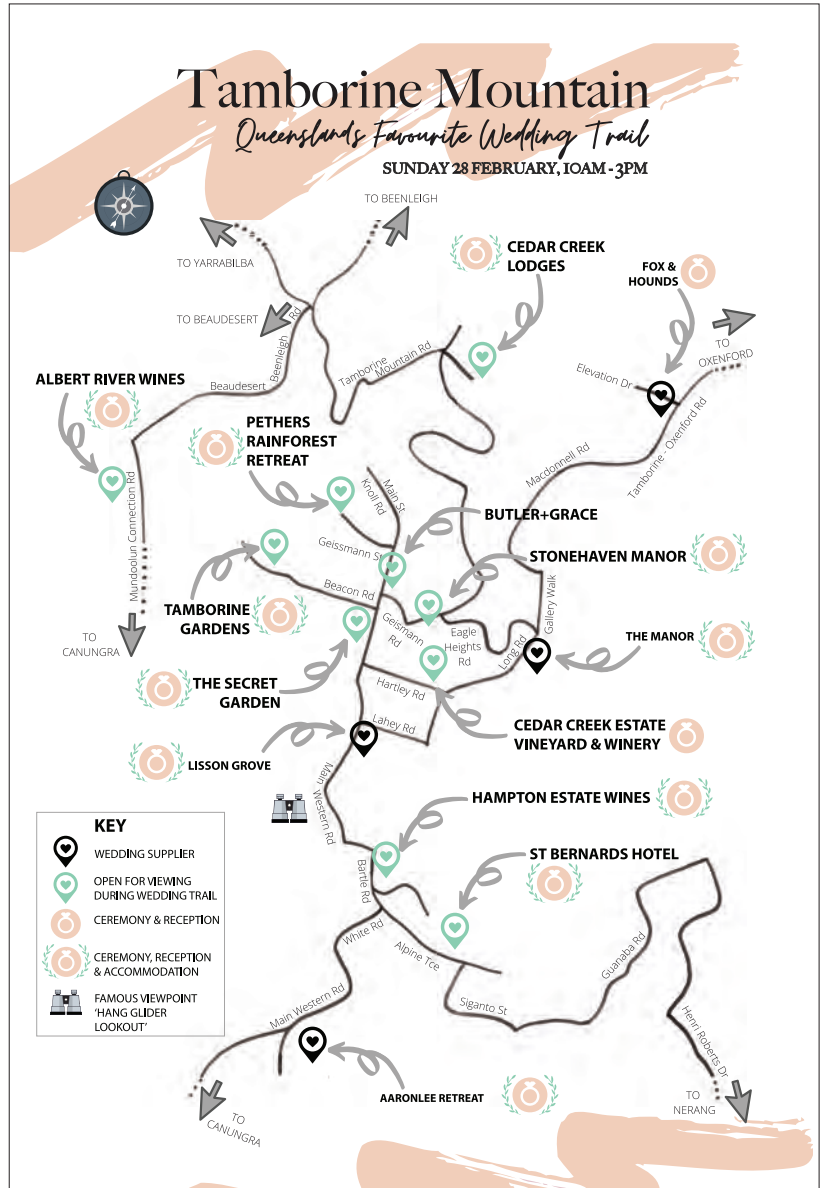 Tamborine Mountain
Queenslands Favourite Wedding Trail
SUNDAY 28 FEBRUARY, 10AM - 3PM
TO BEENLEIGH
TO YARRABILBA
CEDAR CREEK
LODGES
FOX &
HOUNDS
TO BEAUDESERT
TO
OXENFORD
Beaudesert Beenleigh Rd
Tamborine
Mountain Rd
Elevation Dr
ALBERT RIVER WINES
Tamborine - Oxenford Rd
PETHERS
RAINFOREST
RETREAT
Macdonnell Rd
Mundoolun Connection Rd
Main St
Knoll Rd
BUTLER+GRACE
Geissmann St
STONEHAVEN MANOR
Beacon Rd
TAMBORINE
GARDENS
Geismann
Rd
Eagle
Heights
Rd
Gallery Walk
Long Rd
THE MANOR
TO
CANUNGRA
THE SECRET
GARDEN
Hartley Rd
Lahey Rd
CEDAR CREEK ESTATE
VINEYARD & WINERY
LISSON GROVE
Main
Western Rd
HAMPTON ESTATE WINES
KEY
WEDDING SUPPLIER
OPEN FOR VIEWING
DURING WEDDING TRAIL
CEREMONY & RECEPTION
CEREMONY, RECEPTION
& ACCOMMODATION
FAMOUS VIEWPOINT
'HANG GLIDER
LOOKOUT'
ST BERNARDS HOTEL
Bartle Rd
White Rd
Alpine Tce
Guanaba Rd
Siganto St
Main Western Rd
Henri Roberts Dr
AARONLEE RETREAT
TO
NERANG
TO
CANUNGRA